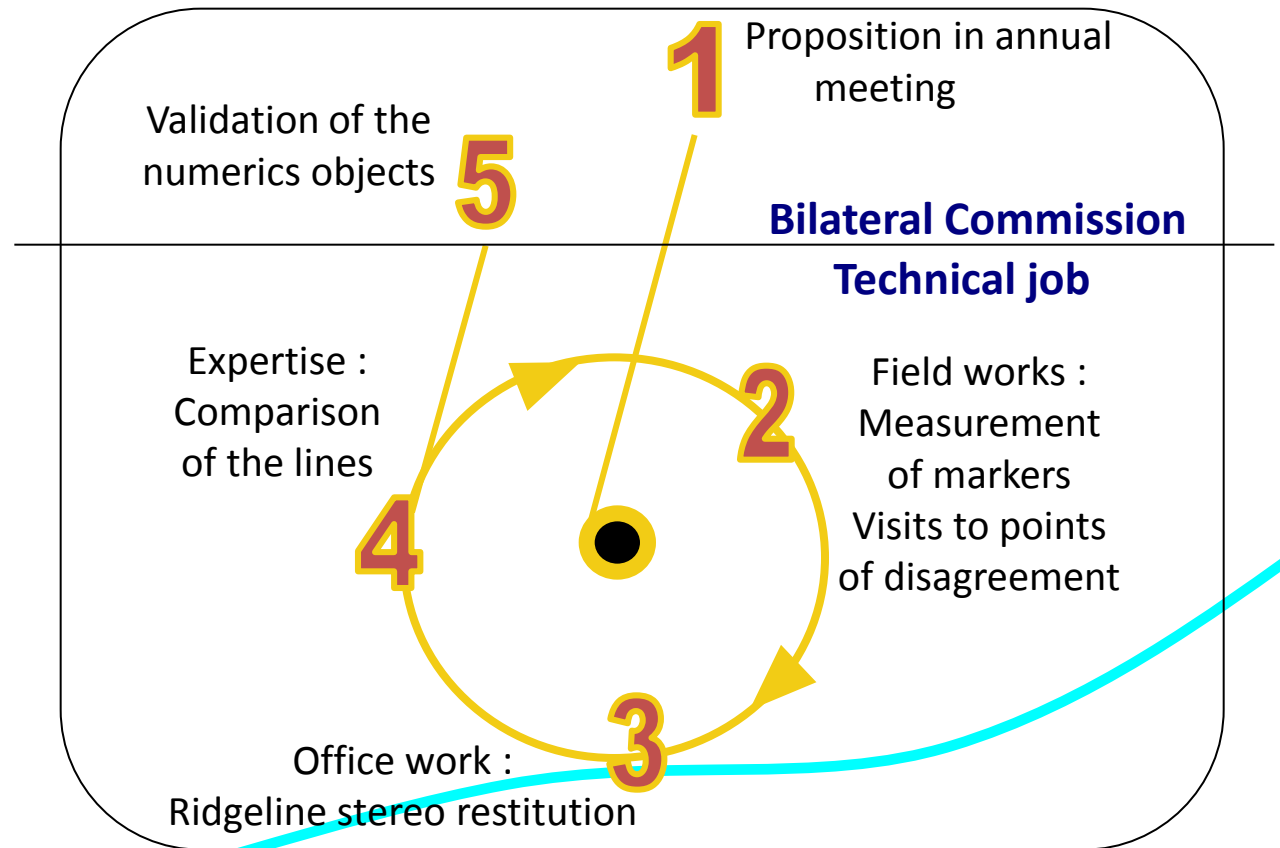 1
Proposition in annual
meeting
Validation of the
numerics objects
5
Bilateral Commission
Technical job
Expertise :
Comparison
of the lines
4
2
Field works :
Measurement
of markers
Visits to points
of disagreement
3
Office work :
Ridgeline stereo restitution